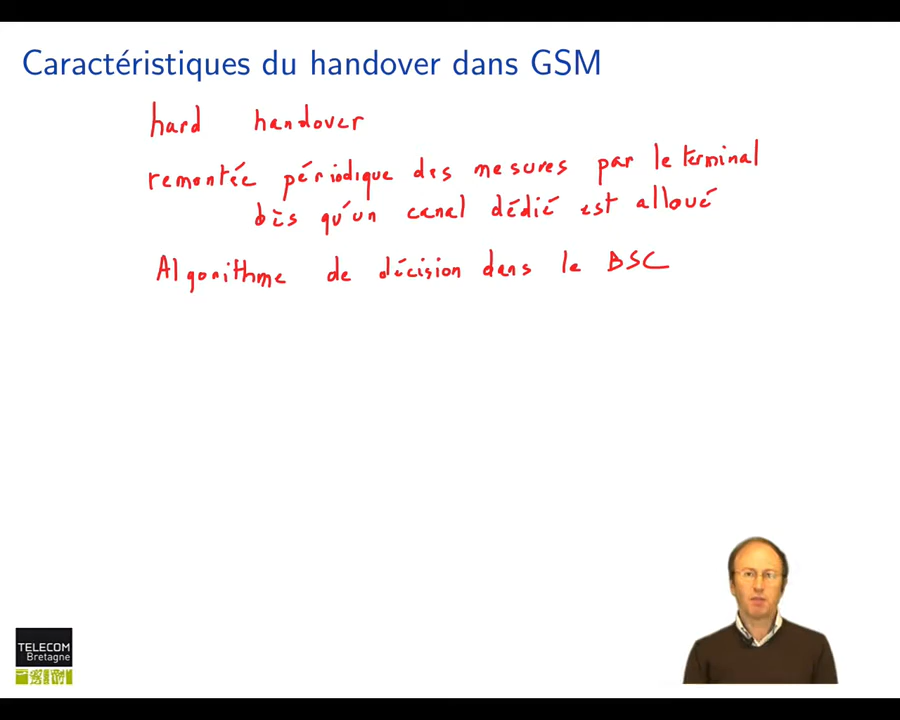 Caractéristiques du handover dans GSM
hard handover
remontée périodique des mesures par le terminal
dès qu'un canal dédié est alloué
Algorithme de décision dans le BSC
TELECOM
Bretagne